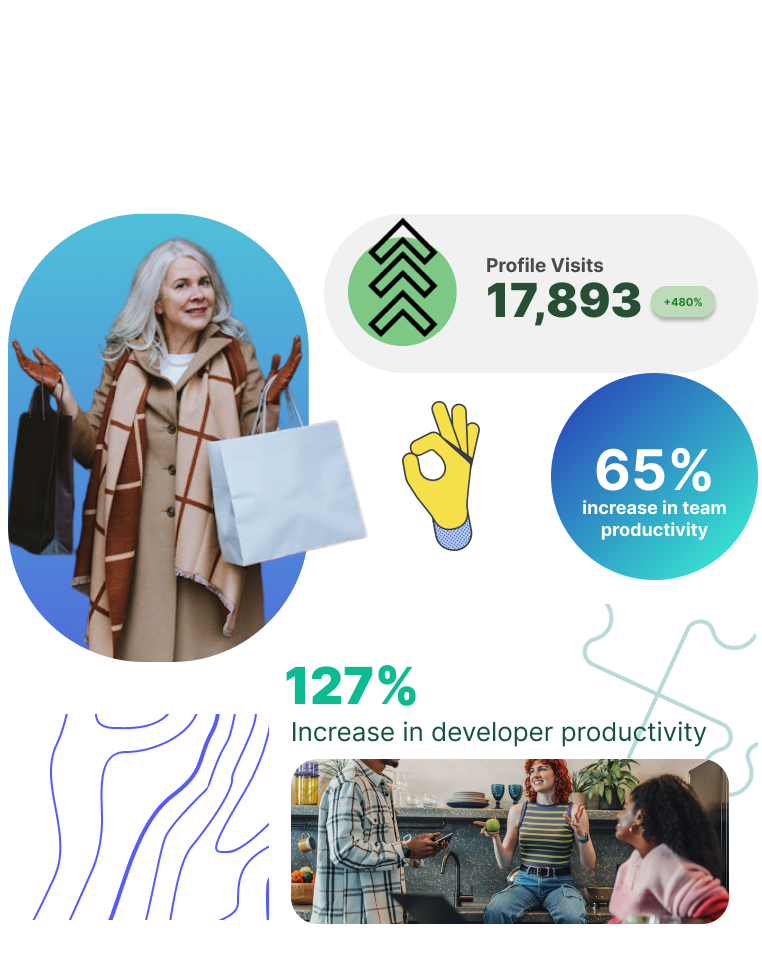 Profile Visits
17,893
+480%
65%
increase in team
productivity
127%
Increase in developer productivity